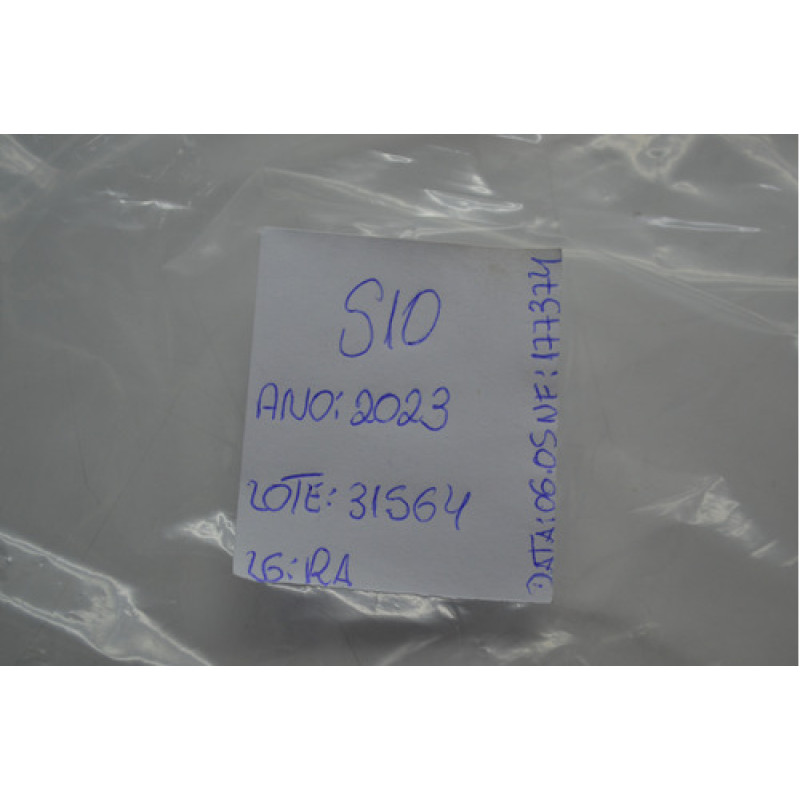 S10
ANO: 2023
LOTE: 31564
LG: RA
DATA: 06.05 NF: 177374